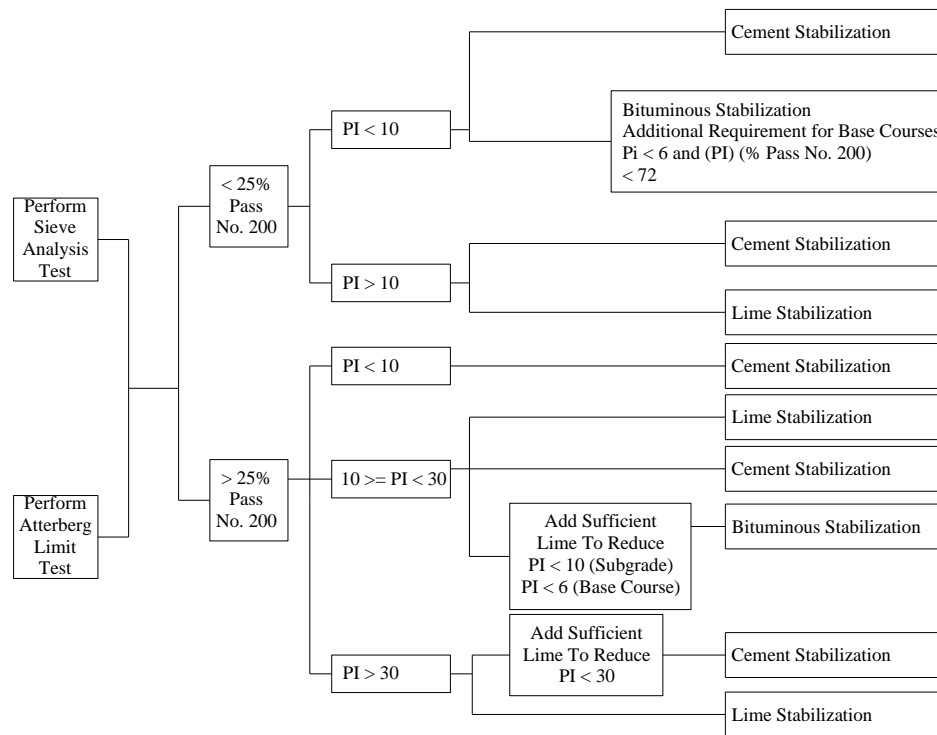 Cement Stabilization
Bituminous Stabilization
Additional Requirement for Base Courses
Pi < 6 and (PI) (% Pass No. 200)
< 72
PI < 10
< 25%
Pass
No. 200
Perform
Sieve
Analysis
Test
Cement Stabilization
PI > 10
Lime Stabilization
PI < 10
Cement Stabilization
Lime Stabilization
> 25%
Pass
No. 200
10 >= PI < 30
Cement Stabilization
Perform
Atterberg
Limit
Test
Add Sufficient
Lime To Reduce
PI < 10 (Subgrade)
PI < 6 (Base Course)
Bituminous Stabilization
Add Sufficient
Lime To Reduce
PI < 30
PI > 30
Cement Stabilization
Lime Stabilization